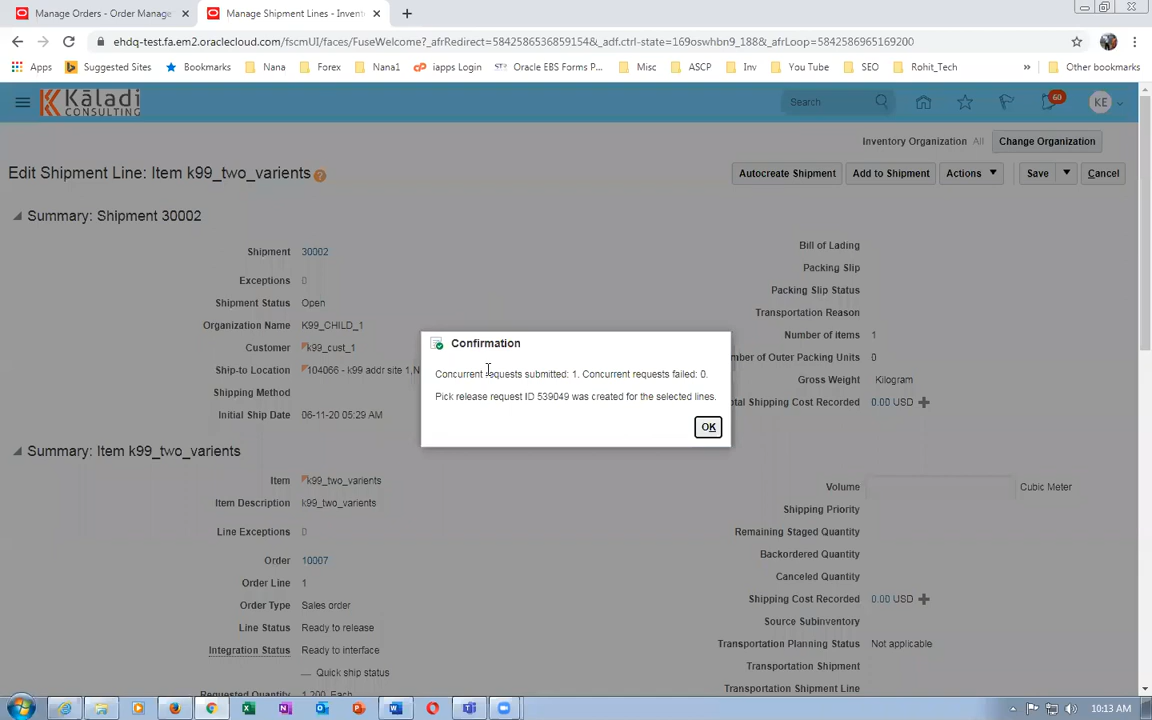 Manage Orders - Order Manage
Manage Shipment Lines - Invent
ehdq-test.fa.em2.oraclecloud.com/fscmUI/faces/FuseWelcome?_afrRedirect=5842586536859154&_adf.ctrl-state=169oswhbn9_188&_afrLoop=5842586965169200
Apps Suggested Sites Bookmarks Nana Forex Nana1 iapps Login Oracle EBS Forms P... Misc ASCP Inv You Tube SEO Rohit_Tech » Other bookmarks
Kāladi
CONSULTING
Search
60
KE
Inventory Organization All Change Organization
Edit Shipment Line: Item k99_two_varients ?
Autocreate Shipment Add to Shipment Actions Save Cancel
Summary: Shipment 30002
Shipment 30002
Exceptions 0
Shipment Status Open
Organization Name K99_CHILD_1
Customer k99_cust_1
Ship-to Location 104066 - k99 addr site 1,N
Shipping Method
Initial Ship Date 06-11-20 05:29 AM
Bill of Lading
Packing Slip
Packing Slip Status
Transportation Reason
Number of Items 1
umber of Outer Packing Units 0
Gross Weight Kilogram
tal Shipping Cost Recorded 0.00 USD
Confirmation
Concurrent requests submitted: 1. Concurrent requests failed: 0.
Pick release request ID 539049 was created for the selected lines.
OK
Summary: Item k99_two_varients
Item k99_two_varients
Item Description k99_two_varients
Line Exceptions 0
Order 10007
Order Line 1
Order Type Sales order
Line Status Ready to release
Integration Status Ready to interface
Quick ship status
Requested Quantity 1,200 Each
Volume Cubic Meter
Shipping Priority
Remaining Staged Quantity
Backordered Quantity
Canceled Quantity
Shipping Cost Recorded 0.00 USD
Source Subinventory
Transportation Planning Status Not applicable
Transportation Shipment
Transportation Shipment Line
10:13 AM